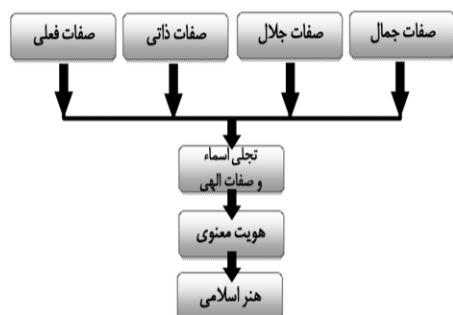 صفات جمال
صفات جلال
صفات ذاتی
صفات فعلی
تجلی اسماء
و صفات الهی
هویت معنوی
هنر اسلامی